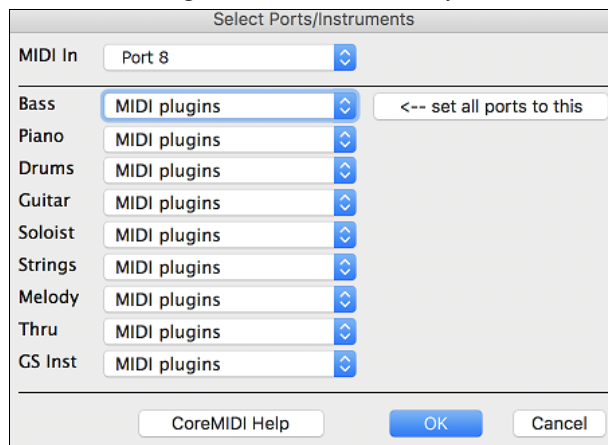 Select Ports/Instruments
MIDI In Port 8
Bass MIDI plugins <-- set all ports to this
Piano MIDI plugins
Drums MIDI plugins
Guitar MIDI plugins
Soloist MIDI plugins
Strings MIDI plugins
Melody MIDI plugins
Thru MIDI plugins
GS Inst MIDI plugins
CoreMIDI Help OK Cancel